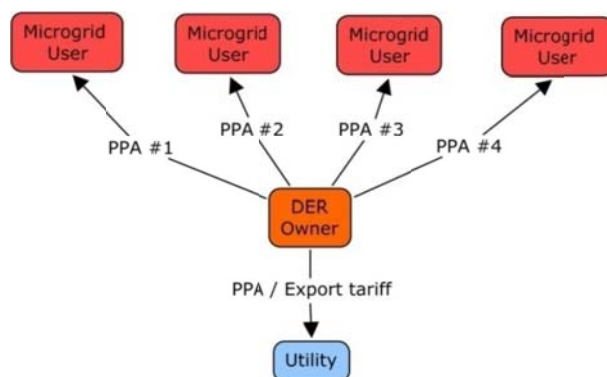 Microgrid
User
Microgrid
User
Microgrid
User
Microgrid
User
PPA #1
PPA #2
PPA #3
PPA #4
DER
Owner
PPA / Export tariff
Utility